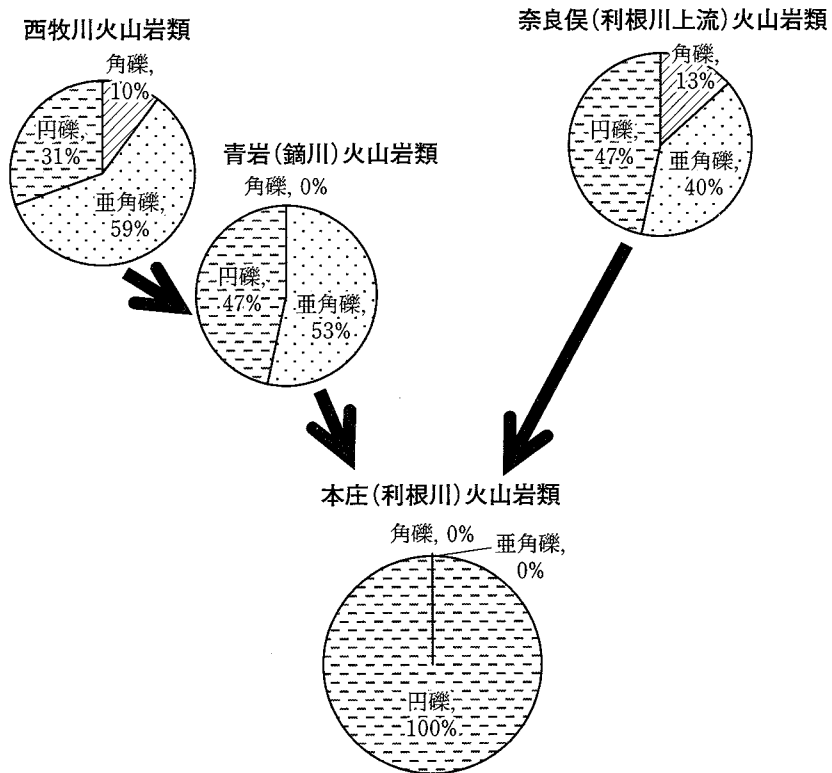 西牧川火山岩類
角礫,
10%
円礫,
31%
亜角礫,
59%
青岩(鏑川)火山岩類
角礫, 0%
円礫,
47%
亜角礫,
53%
奈良俣(利根川上流)火山岩類
角礫,
13%
円礫,
47%
亜角礫,
40%
本庄(利根川)火山岩類
角礫, 0%
亜角礫,
0%
円礫,
100%